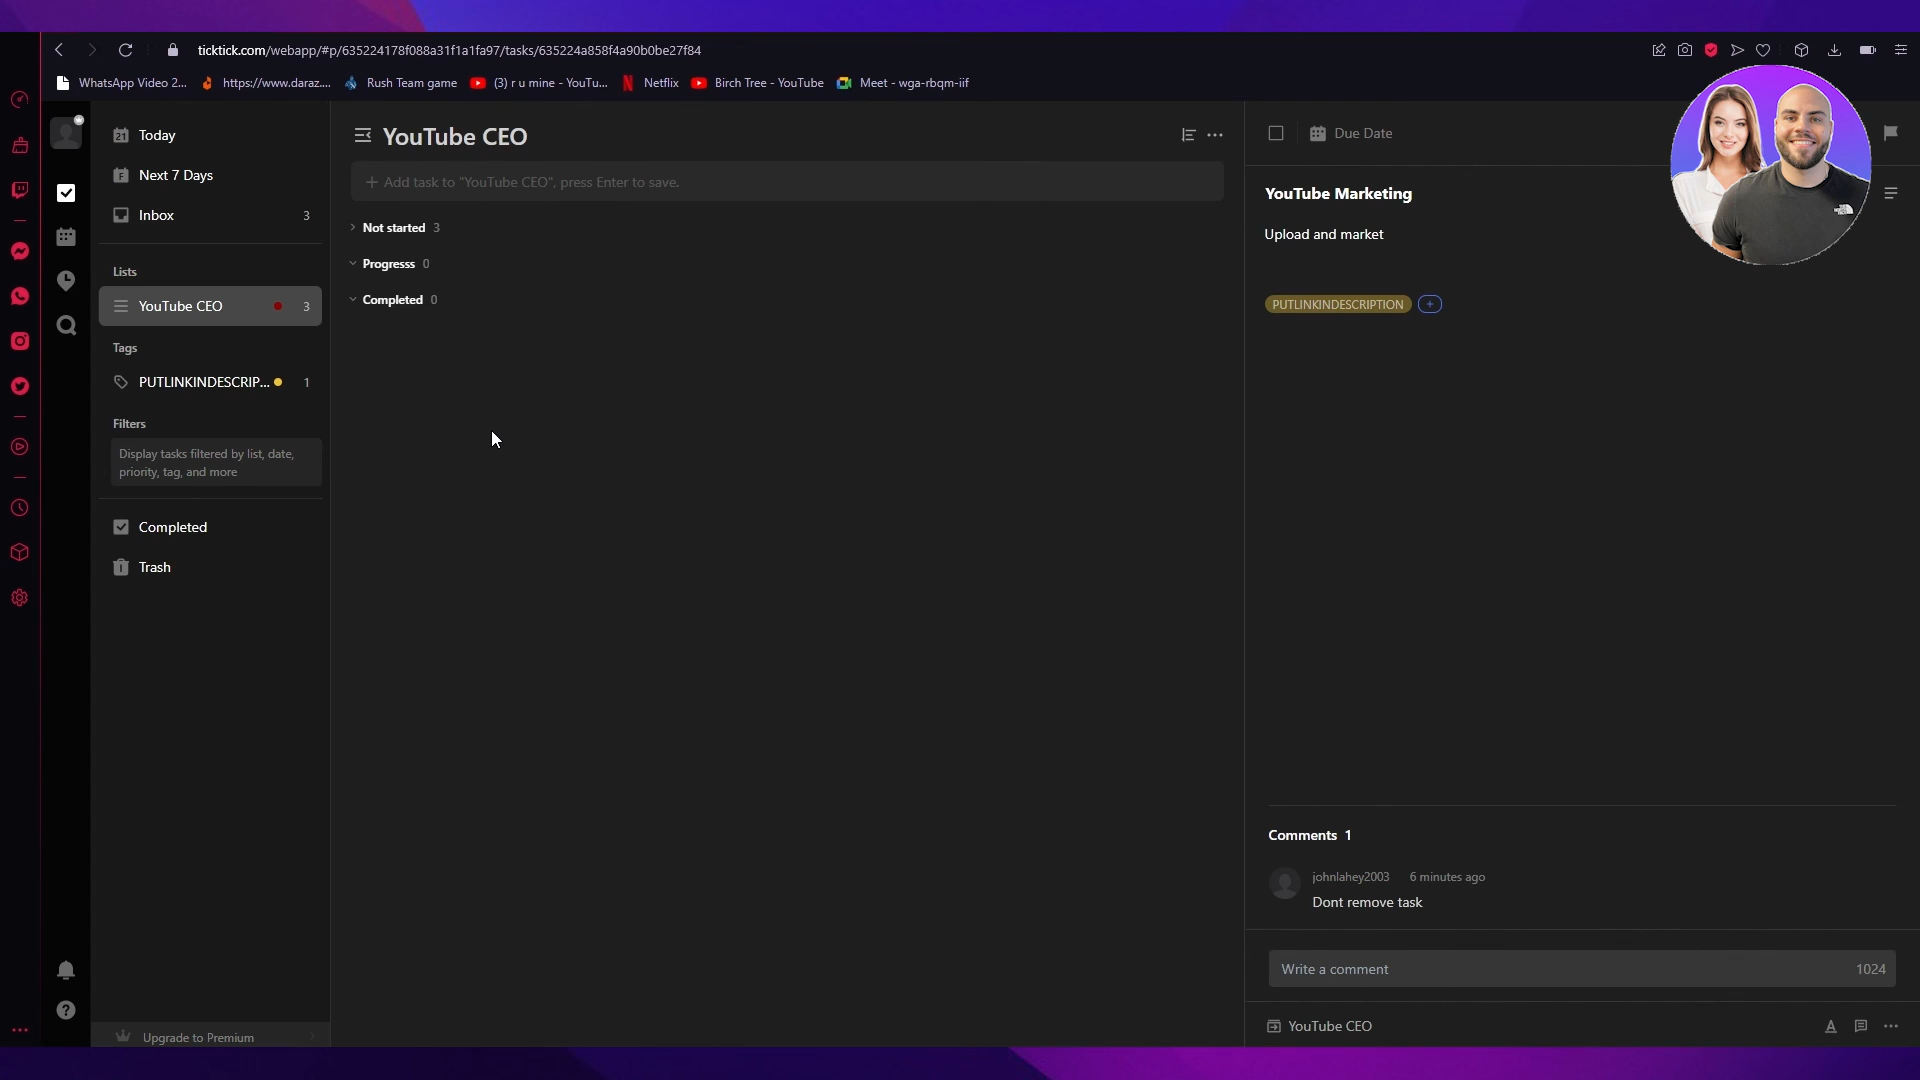 ticktick.com/webapp/#p/635224178f088a31f1a1fa97/tasks/635224a858f4a90b0be27f84
WhatsApp Video 2...
https://www.daraz....
Rush Team game
(3) r u mine - YouTu...
Netflix
Birch Tree - YouTube
Meet - wga-rbqm-iif
21 Today
F Next 7 Days
Inbox 3
Lists
YouTube CEO 3
Tags
PUTLINKINDESCRIP... 1
Filters
Display tasks filtered by list, date,
priority, tag, and more
Completed
Trash
Upgrade to Premium
YouTube CEO
+ Add task to "YouTube CEO", press Enter to save.
Not started 3
Progresss 0
Completed 0
Due Date
YouTube Marketing
Upload and market
PUTLINKINDESCRIPTION +
Comments 1
johnlahey2003 6 minutes ago
Dont remove task
Write a comment 1024
YouTube CEO